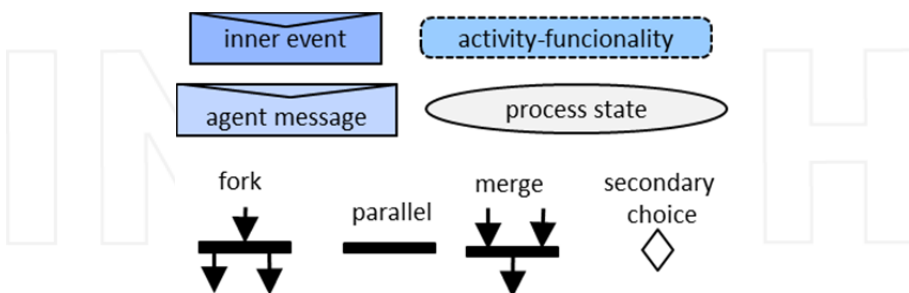 inner event
activity-funcionality
agent message
process state
fork
parallel
merge
secondary
choice